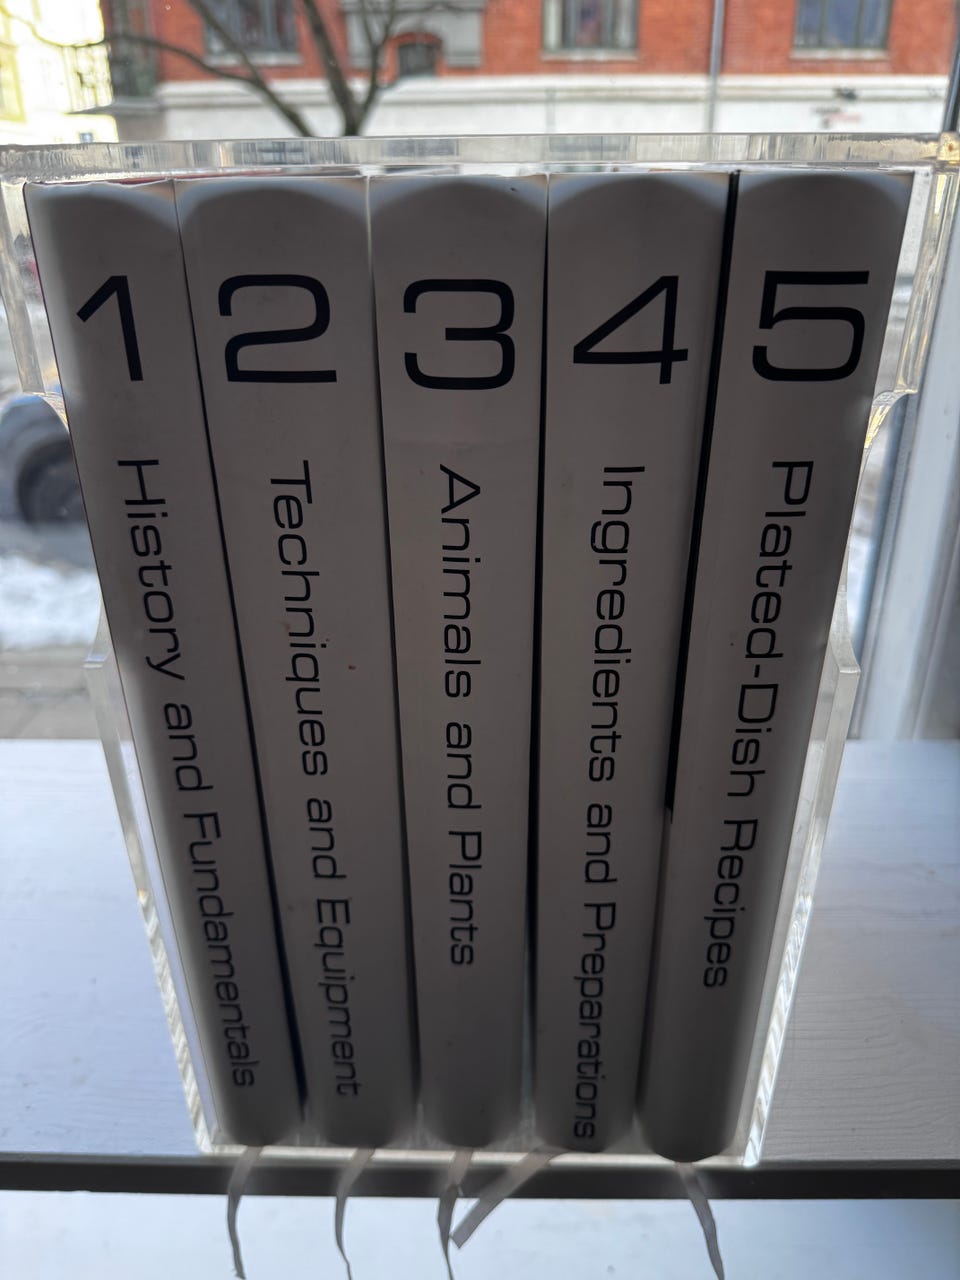 1
History and Fundamentals
2
Techniques and Equipment
3
Animals and Plants
4
Ingredients and Preparations
5
Plated-Dish Recipes